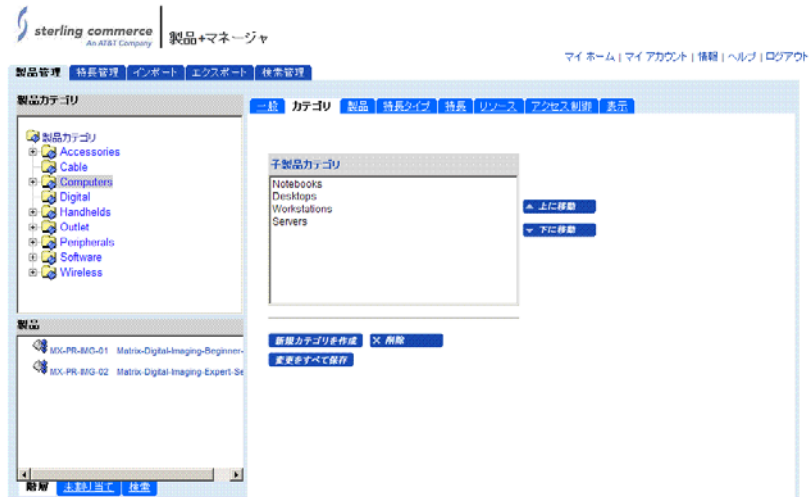 sterling commerce
An AT&T Company
製品+マネージャ
マイ ホーム | マイ アカウント | 情報 | ヘルプ | ログアウト
製品管理 特長管理 インポート エクスポート 検索管理
製品カテゴリ
一般 カテゴリ 製品 特長タイプ 特長 リソース アクセス制御 表示
製品カテゴリ
Accessories
Cable
Computers
Digital
Handhelds
Outlet
Peripherals
Software
Wireless
子製品カテゴリ
Notebooks
Desktops
Workstations
Servers
上に移動
下に移動
新規カテゴリを作成 削除
変更をすべて保存
製品
MX-PR-IMG-01 Matrix-Digital-Imaging-Beginner-
MX-PR-IMG-02 Matrix-Digital-Imaging-Expert-Se
階層 未割り当て 検索